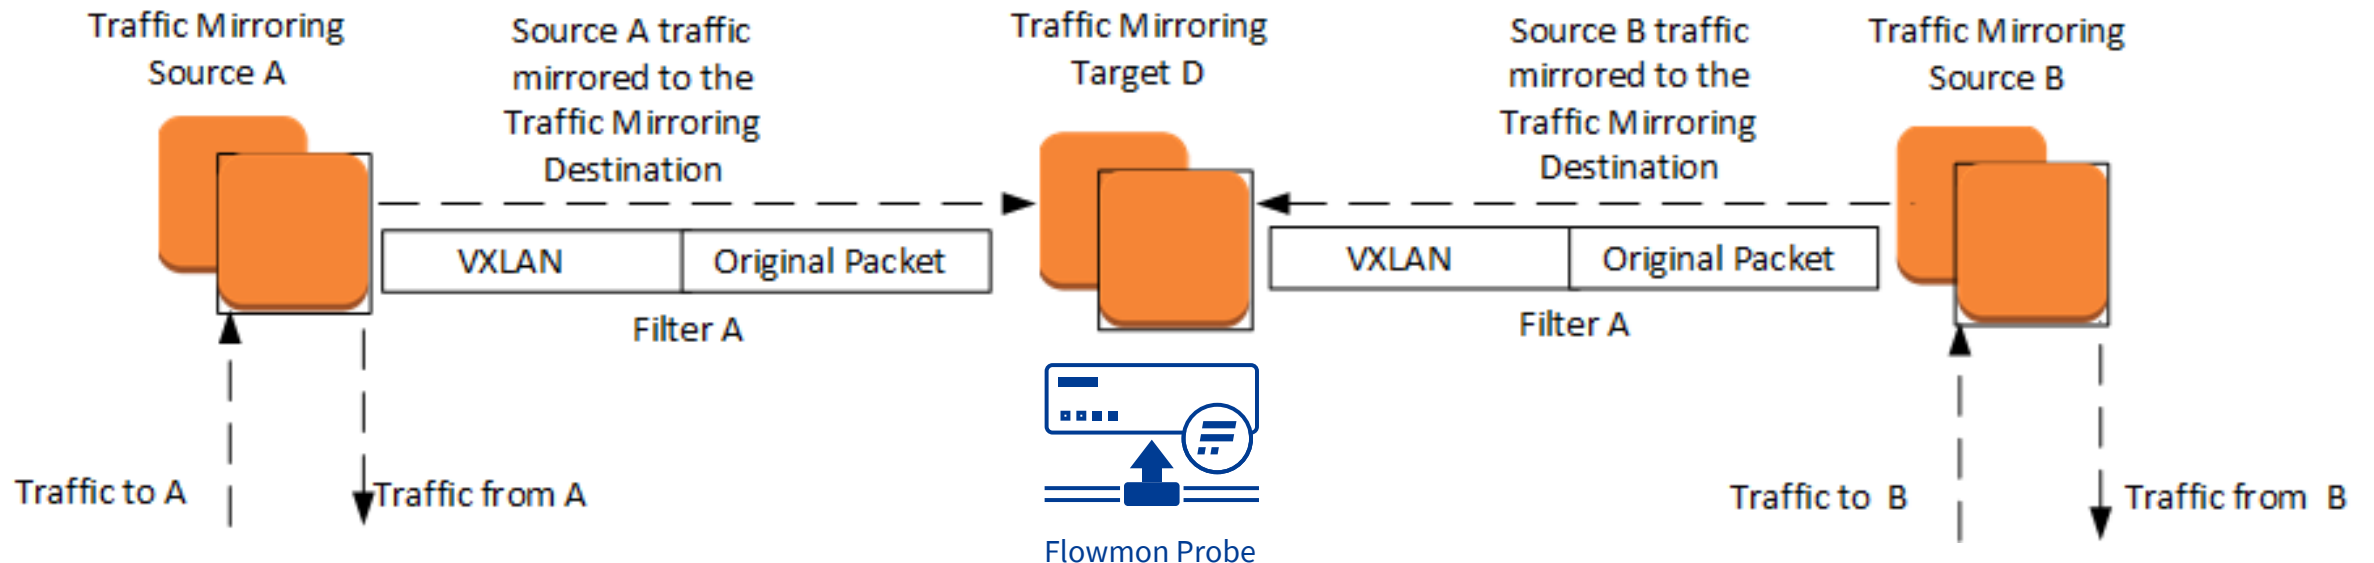 Traffic Mirroring
Source A
Source A traffic
mirrored to the
Traffic Mirroring
Destination
Traffic Mirroring
Target D
Source B traffic
mirrored to the
Traffic Mirroring
Destination
Traffic Mirroring
Source B
VXLAN
Original Packet
Filter A
VXLAN
Original Packet
Filter A
Traffic to A
Traffic from A
Flowmon Probe
Traffic to B
Traffic from B